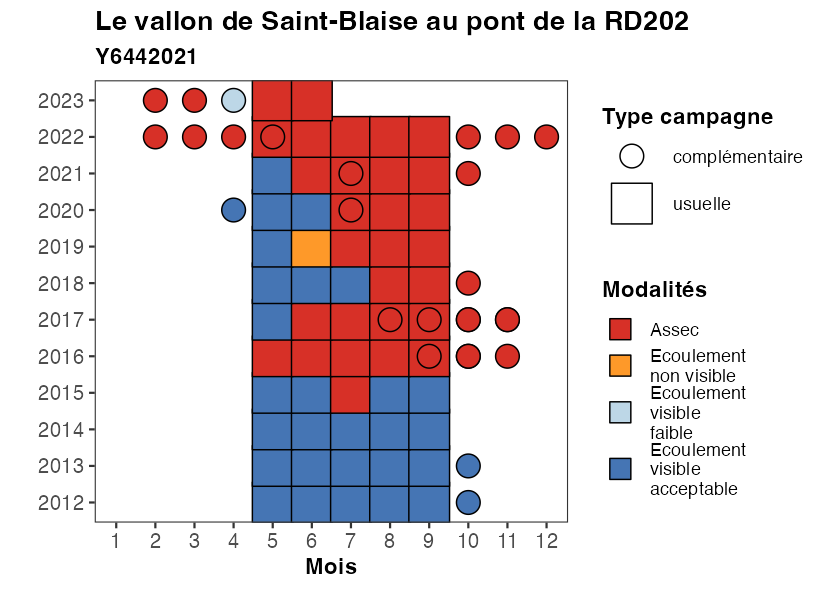 Le vallon de Saint-Blaise au pont de la RD202
Y6442021
2023
2022
2021
2020
2019
2018
2017
2016
2015
2014
2013
2012
1 2 3 4 5 6 7 8 9 10 11 12
Mois
Type campagne
complémentaire
usuelle
Modalités
Assec
Ecoulement
non visible
Ecoulement
visible
faible
Ecoulement
visible
acceptable